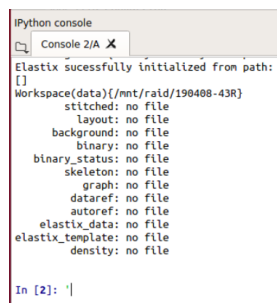 IPython console
Console 2/A
Elastix sucessfully initialized from path:
[]
Workspace(data){/mnt/raid/190408-43R}
stitched: no file
layout: no file
background: no file
binary: no file
binary_status: no file
skeleton: no file
graph: no file
dataref: no file
autoref: no file
elastix_data: no file
elastix_template: no file
density: no file
In [2]: '